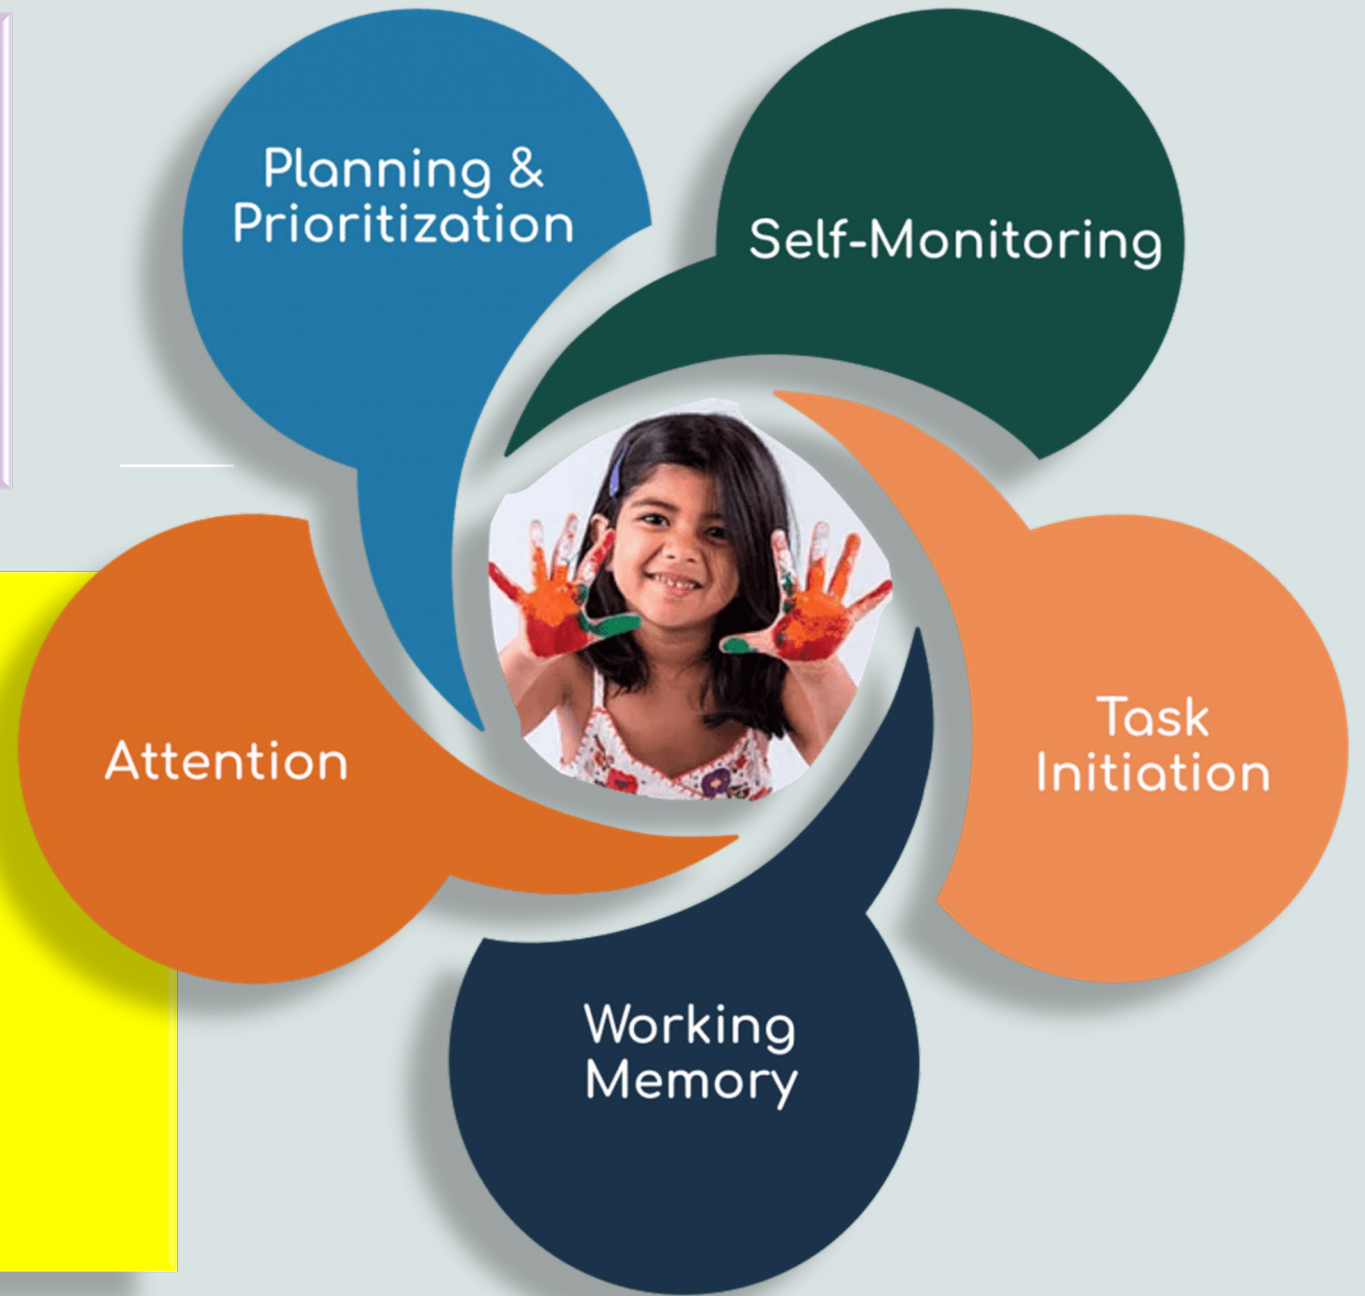 Planning &
Prioritization
Self-Monitoring
Attention
Task
Initiation
Working
Memory